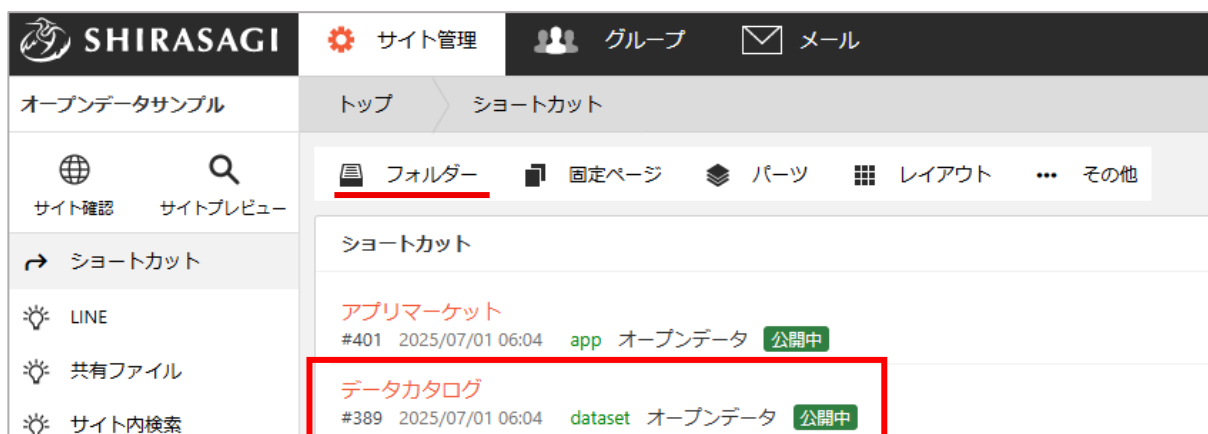 SHIRASAGI サイト管理 グループ メール
オープンデータサンプル トップ ショートカット
フォルダー 固定ページ パーツ レイアウト ••• その他
サイト確認 サイトプレビュー
ショートカット
ショートカット
LINE
共有ファイル
サイト内検索
アプリマーケット
#401 2025/07/01 06:04 app オープンデータ 公開中
データカタログ
#389 2025/07/01 06:04 dataset オープンデータ 公開中